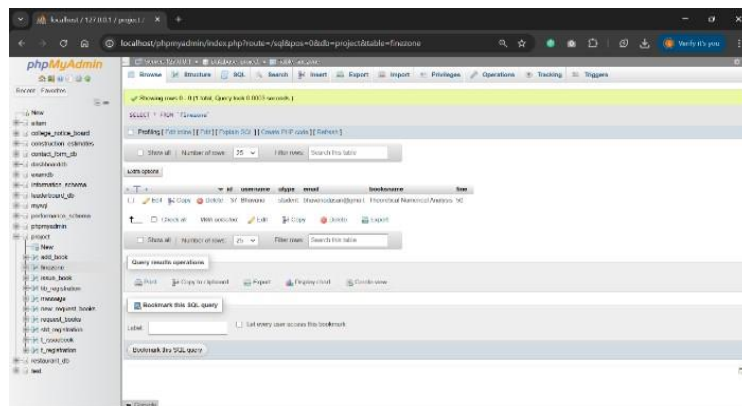 localhost / 127.0.0.1 / project /
localhost/phpmyadmin/index.php?route=/sql&pos=0&db=project&table=finezone
Verify it's you
phpMyAdmin
Recent Favorites
New
college_notice_board
construction_estimates
contact_form_db
dashboarddb
examdb
information_schema
leaderboard_db
mysql
performance_schema
phpmyadmin
project
New
add_book
finezone
issue_book
lib_registration
message
new_request_books
request_books
std_registration
t_issuebook
t_registration
restaurant_db
test
Browse Structure SQL Search Insert Export Import Privileges Operations Tracking Triggers
Showing rows 0 - 0 (1 total, Query took 0.0003 seconds.)
SELECT * FROM `finezone`
Profiling [ Edit inline ] [ Edit ] [ Explain SQL ] [ Create PHP code ] [ Refresh ]
Show all Number of rows: 25 Filter rows: Search this table
Extra options
id username utype email booksname fine
Edit Copy Delete 57 Bhavana student Theoretical Numerical Analysis 50
Check all With selected: Edit Copy Delete Export
Show all Number of rows: 25 Filter rows: Search this table
Query results operations
Print Copy to clipboard Export Display chart Create view
Bookmark this SQL query
Label: Let every user access this bookmark
Bookmark this SQL query
Console